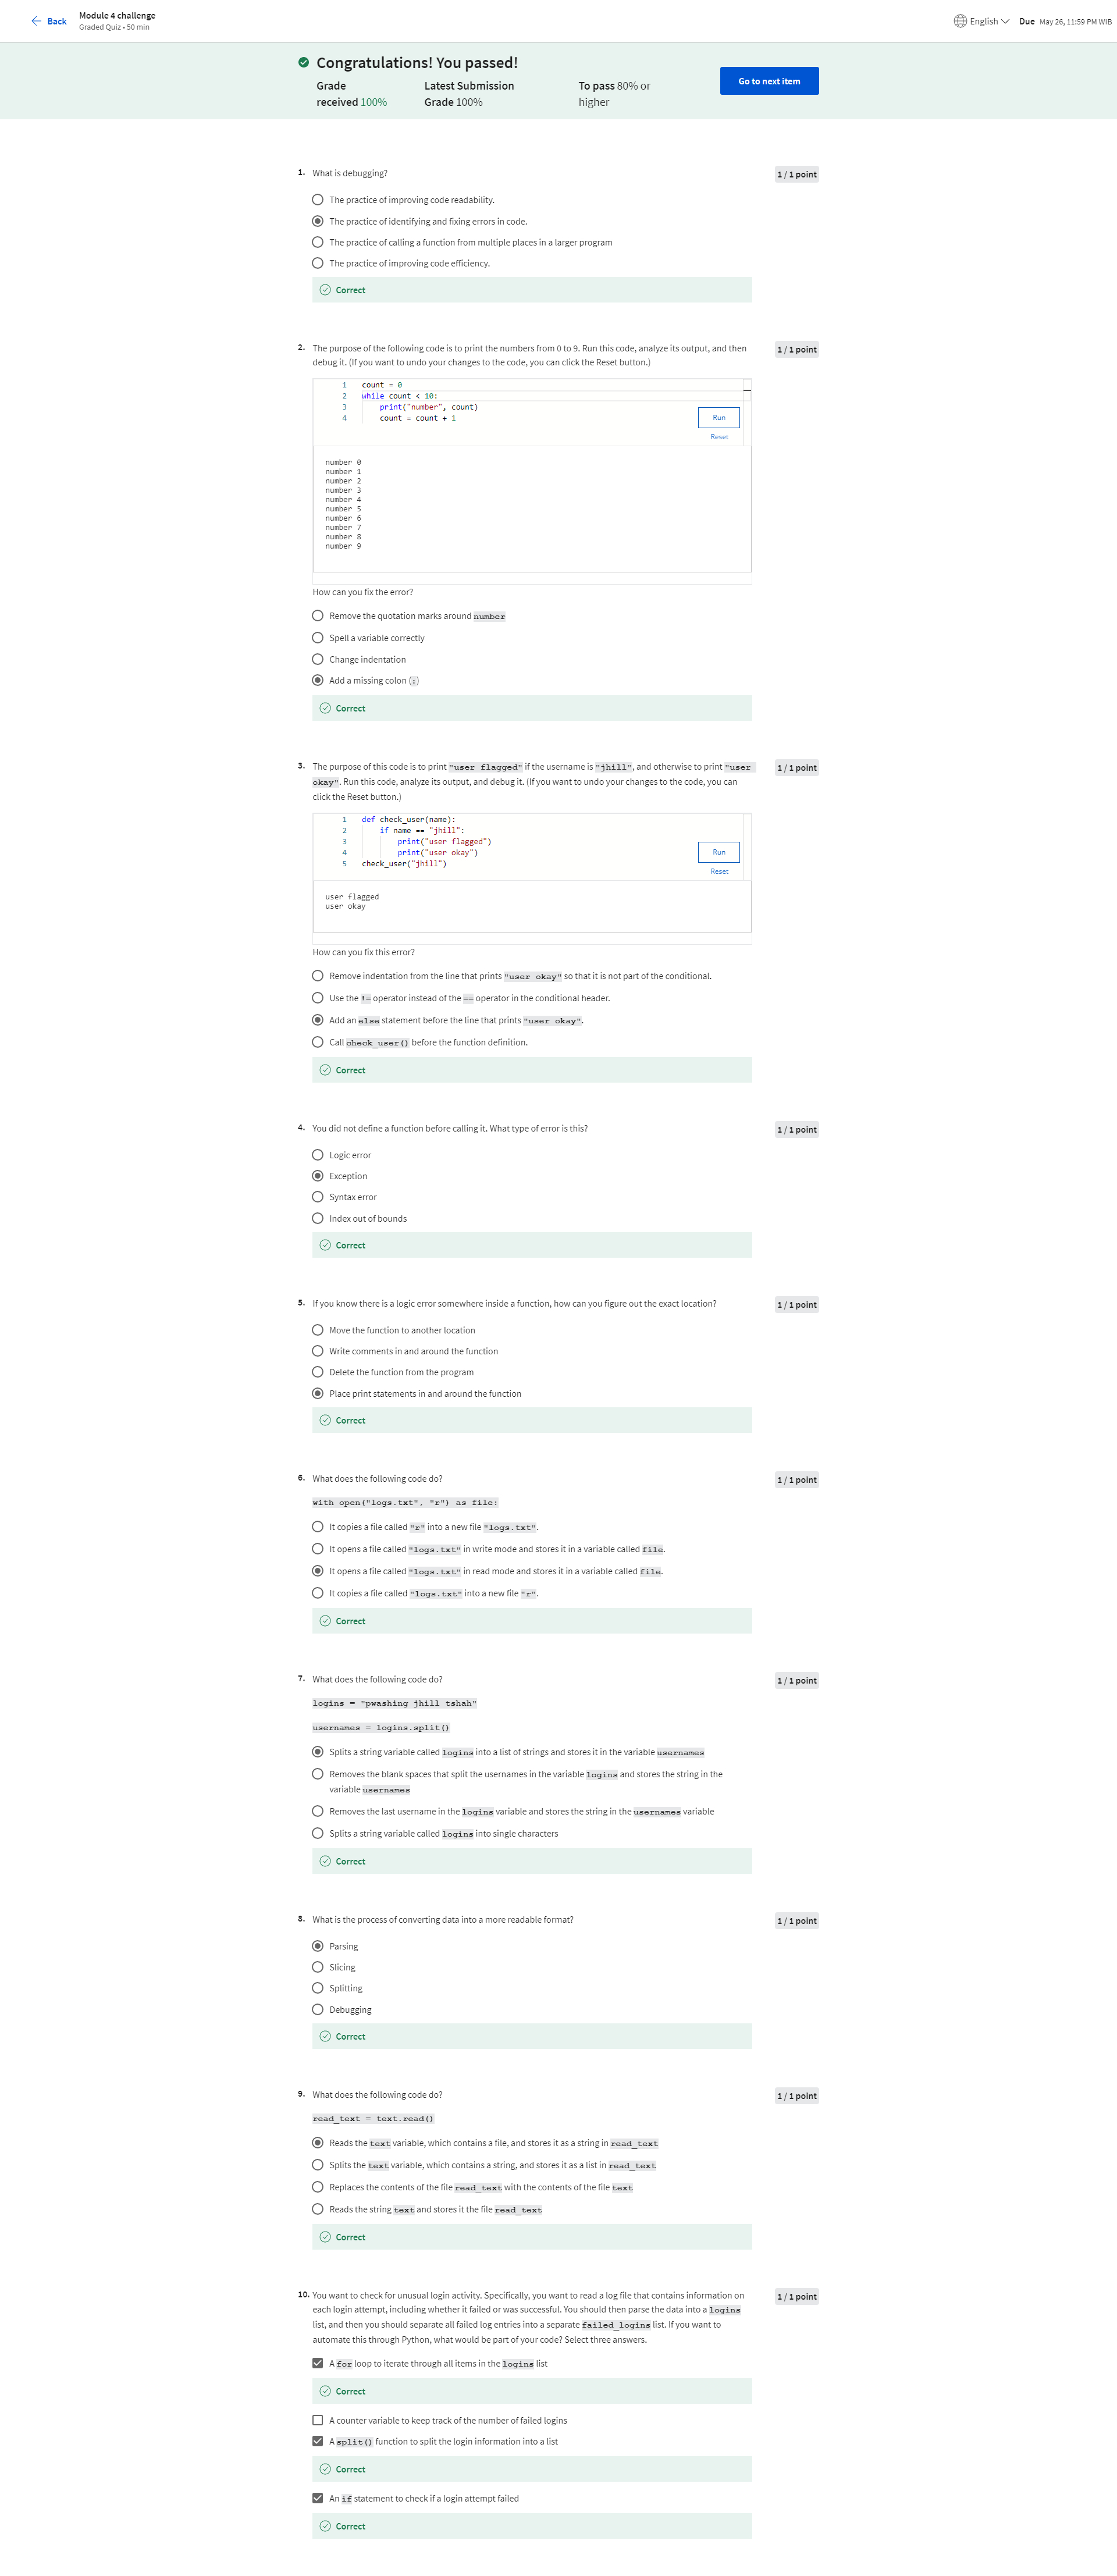 Back
Module 4 challenge
Graded Quiz • 50 min
English
Due May 26, 11:59 PM WIB
Congratulations! You passed!
Grade
received 100%
Latest Submission
Grade 100%
To pass 80% or
higher
Go to next item
1. What is debugging?
1 / 1 point
The practice of improving code readability.
The practice of identifying and fixing errors in code.
The practice of calling a function from multiple places in a larger program
The practice of improving code efficiency.
Correct
2. The purpose of the following code is to print the numbers from 0 to 9. Run this code, analyze its output, and then
debug it. (If you want to undo your changes to the code, you can click the Reset button.)
1 / 1 point
1 count = 0
2 while count < 10:
3     print("number", count)
4     count = count + 1
Run
Reset
number 0
number 1
number 2
number 3
number 4
number 5
number 6
number 7
number 8
number 9
How can you fix the error?
Remove the quotation marks around number
Spell a variable correctly
Change indentation
Add a missing colon (:)
Correct
3. The purpose of this code is to print "user flagged" if the username is "jhill", and otherwise to print "user
okay". Run this code, analyze its output, and debug it. (If you want to undo your changes to the code, you can
click the Reset button.)
1 / 1 point
1 def check_user(name):
2     if name == "jhill":
3         print("user flagged")
4         print("user okay")
5 check_user("jhill")
Run
Reset
user flagged
user okay
How can you fix this error?
Remove indentation from the line that prints "user okay" so that it is not part of the conditional.
Use the != operator instead of the == operator in the conditional header.
Add an else statement before the line that prints "user okay".
Call check_user() before the function definition.
Correct
4. You did not define a function before calling it. What type of error is this?
1 / 1 point
Logic error
Exception
Syntax error
Index out of bounds
Correct
5. If you know there is a logic error somewhere inside a function, how can you figure out the exact location?
1 / 1 point
Move the function to another location
Write comments in and around the function
Delete the function from the program
Place print statements in and around the function
Correct
6. What does the following code do?
1 / 1 point
with open("logs.txt", "r") as file:
It copies a file called "r" into a new file "logs.txt".
It opens a file called "logs.txt" in write mode and stores it in a variable called file.
It opens a file called "logs.txt" in read mode and stores it in a variable called file.
It copies a file called "logs.txt" into a new file "r".
Correct
7. What does the following code do?
1 / 1 point
logins = "pwashing jhill tshah"
usernames = logins.split()
Splits a string variable called logins into a list of strings and stores it in the variable usernames
Removes the blank spaces that split the usernames in the variable logins and stores the string in the
variable usernames
Removes the last username in the logins variable and stores the string in the usernames variable
Splits a string variable called logins into single characters
Correct
8. What is the process of converting data into a more readable format?
1 / 1 point
Parsing
Slicing
Splitting
Debugging
Correct
9. What does the following code do?
1 / 1 point
read_text = text.read()
Reads the text variable, which contains a file, and stores it as a string in read_text
Splits the text variable, which contains a string, and stores it as a list in read_text
Replaces the contents of the file read_text with the contents of the file text
Reads the string text and stores it the file read_text
Correct
10. You want to check for unusual login activity. Specifically, you want to read a log file that contains information on
each login attempt, including whether it failed or was successful. You should then parse the data into a logins
list, and then you should separate all failed log entries into a separate failed_logins list. If you want to
automate this through Python, what would be part of your code? Select three answers.
1 / 1 point
A for loop to iterate through all items in the logins list
Correct
A counter variable to keep track of the number of failed logins
A split() function to split the login information into a list
Correct
An if statement to check if a login attempt failed
Correct